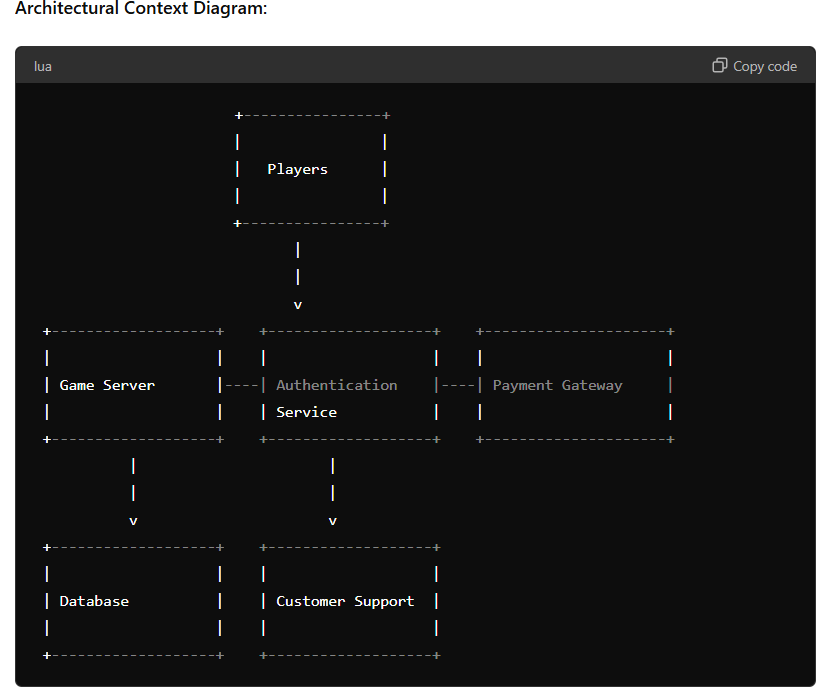 Architectural Context Diagram:
lua
Copy code
+----------------+
|                |
|   Players      |
|                |
+----------------+
|
|
v
+-------------------+    +-------------------+    +---------------------+
|                   |    |                   |    |                     |
| Game Server       |----| Authentication    |----| Payment Gateway     |
|                   |    | Service           |    |                     |
+-------------------+    +-------------------+    +---------------------+
|                      |
|                      |
v                      v
+-------------------+    +-------------------+
|                   |    |                   |
| Database          |    | Customer Support  |
|                   |    |                   |
+-------------------+    +-------------------+